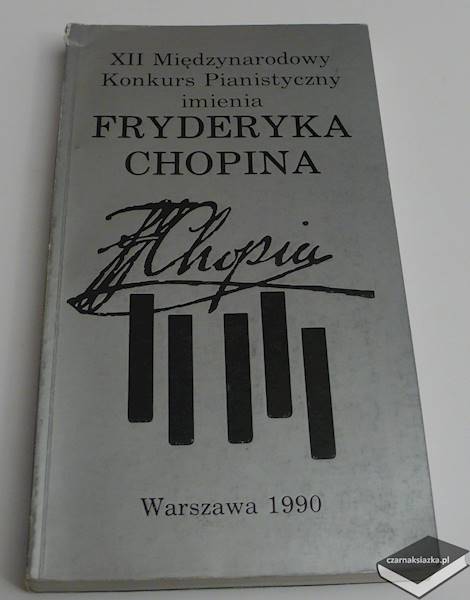 XII Międzynarodowy
Konkurs Pianistyczny
imienia
FRYDERYKA
CHOPINA
FChopin
Warszawa 1990
czarnaksiazka.pl